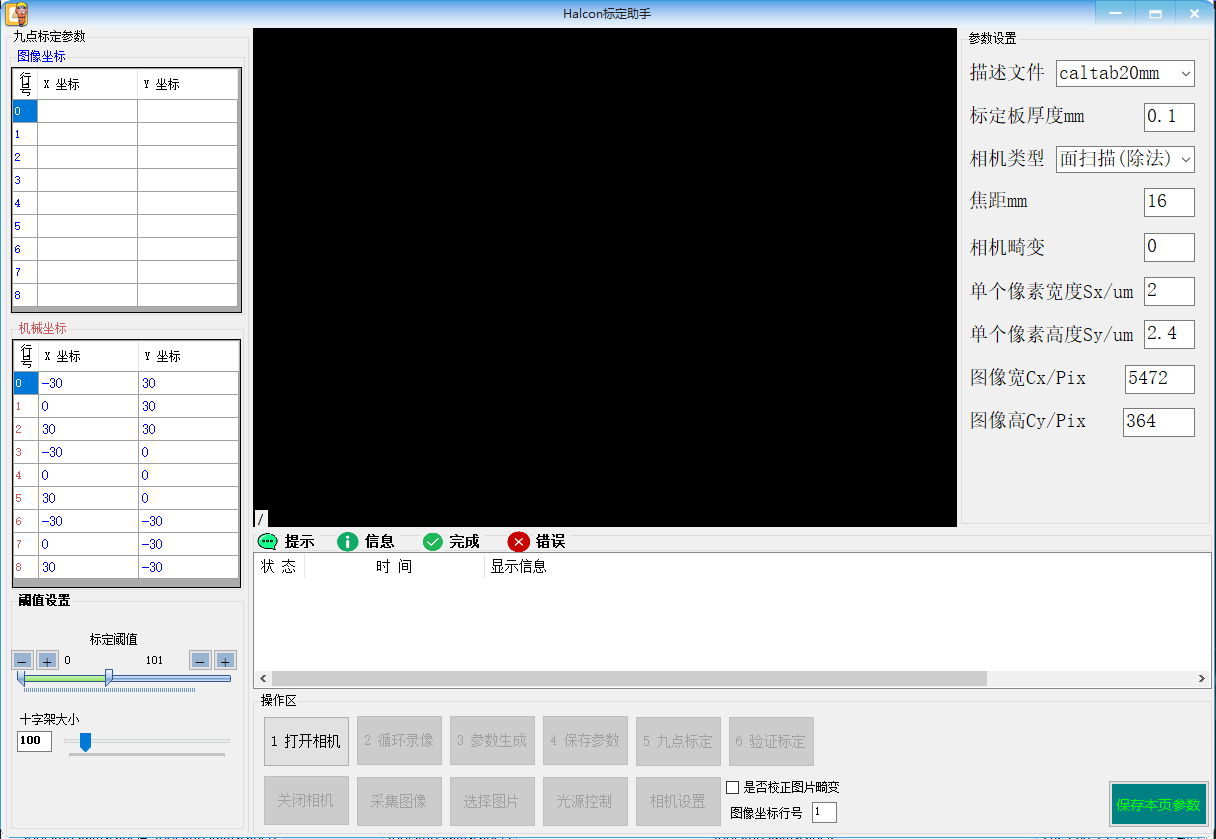 Halcon标定助手
九点标定参数
图像坐标
行号 X 坐标 Y 坐标
0
1
2
3
4
5
6
7
8
机械坐标
行号 X 坐标 Y 坐标
0 -30 30
1 0 30
2 30 30
3 -30 0
4 0 0
5 30 0
6 -30 -30
7 0 -30
8 30 -30
阈值设置
标定阈值
- + 0 101 - +
十字架大小
100
/
提示 信息 完成 错误
状 态 时 间 显示信息
操作区
1 打开相机 2 循环录像 3 参数生成 4 保存参数 5 九点标定 6 验证标定
关闭相机 采集图像 选择图片 光源控制 相机设置
是否校正图片畸变
图像坐标行号 1
保存本页参数
参数设置
描述文件 caltab20mm
标定板厚度mm 0.1
相机类型 面扫描(除法)
焦距mm 16
相机畸变 0
单个像素宽度Sx/um 2
单个像素高度Sy/um 2.4
图像宽Cx/Pix 5472
图像高Cy/Pix 364